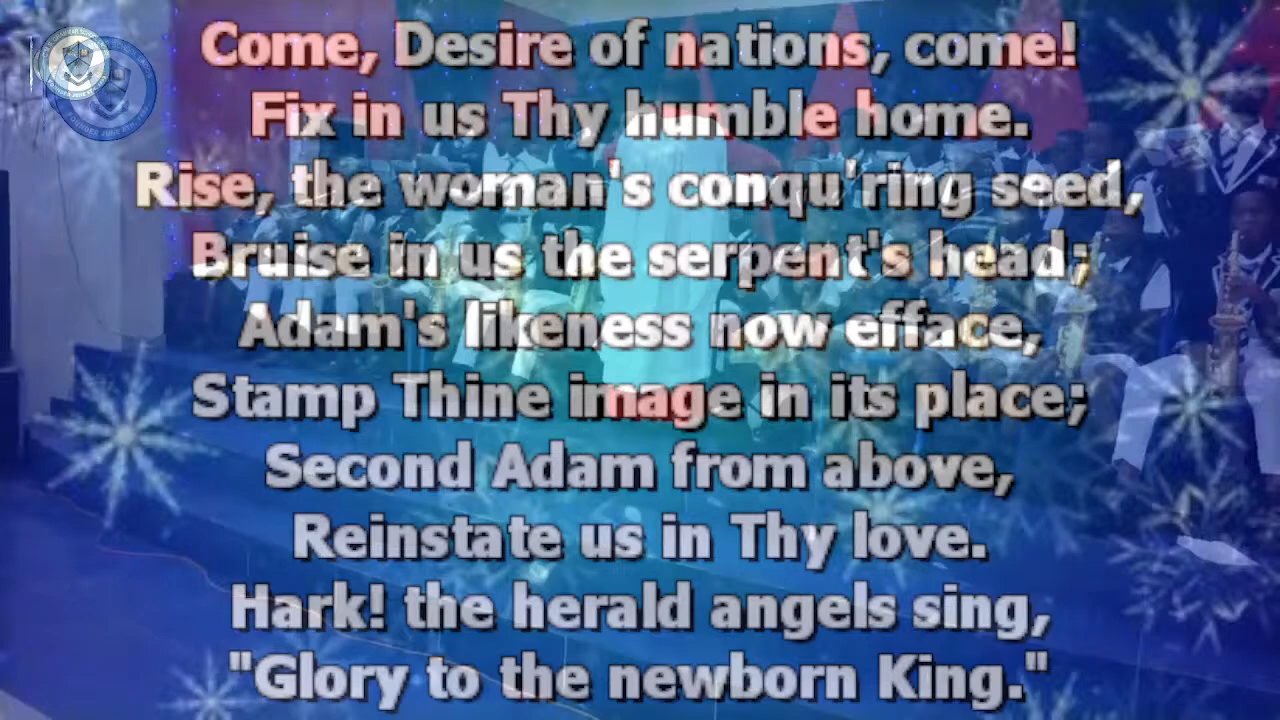 Come, Desire of nations, come!
Fix in us Thy humble home.
Rise, the woman's conqu'ring seed,
Bruise in us the serpent's head;
Adam's likeness now efface,
Stamp Thine image in its place;
Second Adam from above,
Reinstate us in Thy love.
Hark! the herald angels sing,
"Glory to the newborn King."